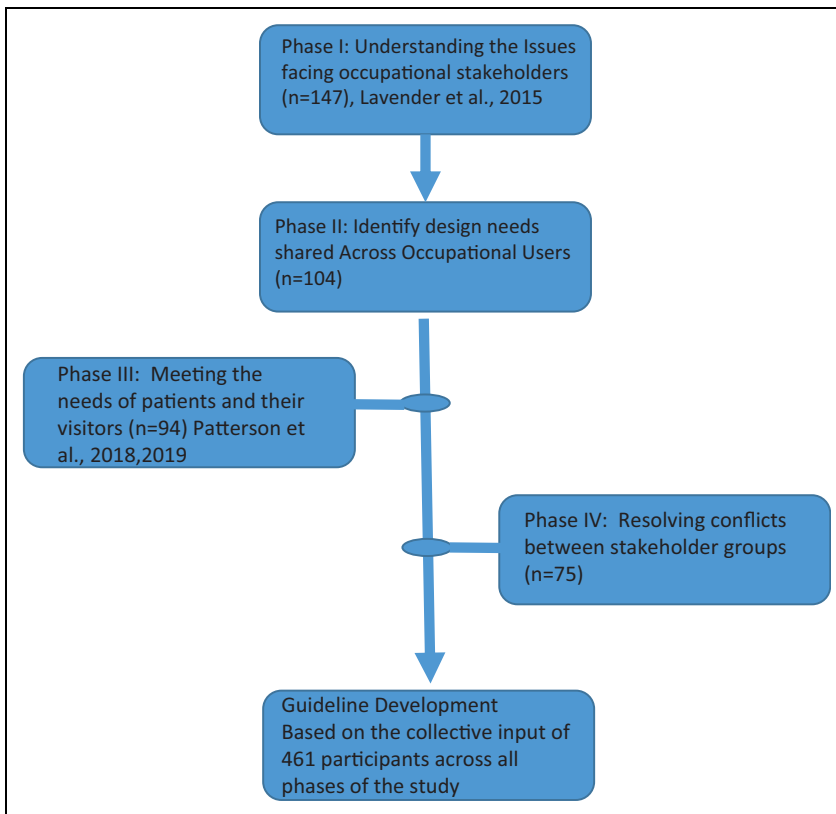 Phase I: Understanding the Issues
facing occupational stakeholders
(n=147), Lavender et al., 2015
Phase II: Identify design needs
shared Across Occupational Users
(n=104)
Phase III:  Meeting the
needs of patients and their
visitors (n=94) Patterson et
al., 2018,2019
Phase IV:  Resolving conflicts
between stakeholder groups
(n=75)
Guideline Development
Based on the collective input of
461 participants across all
phases of the study